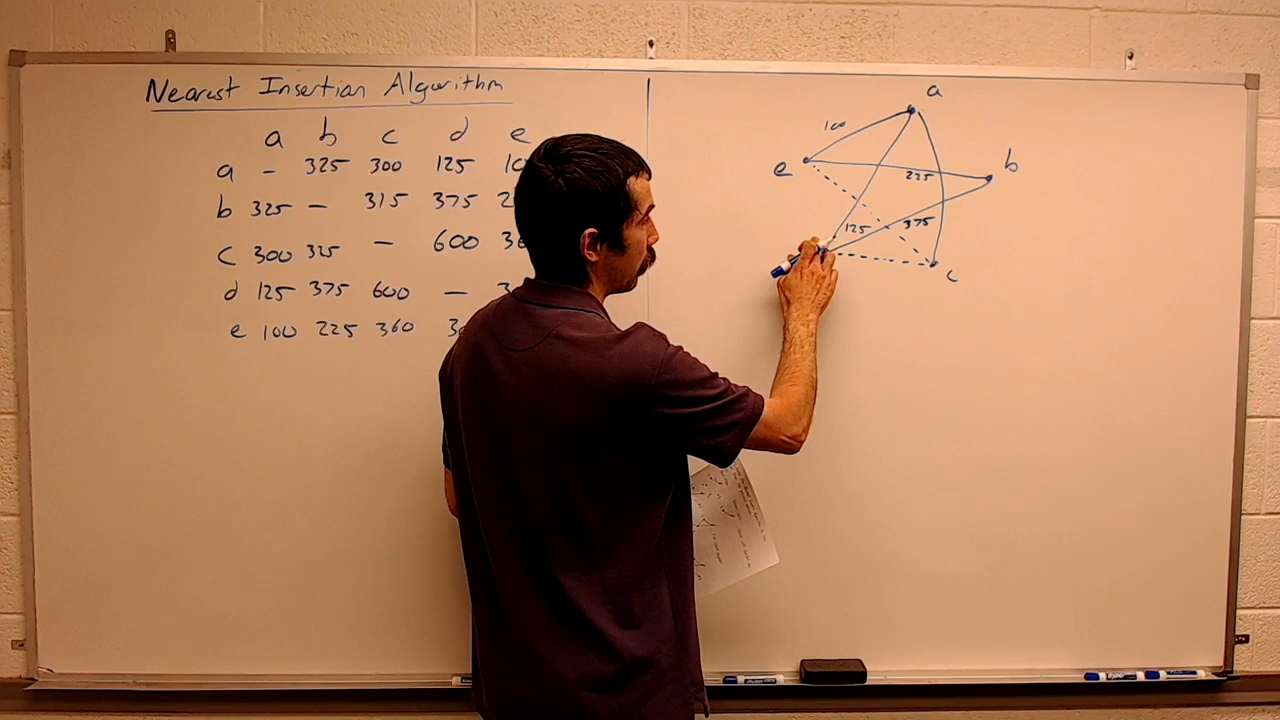 Nearest Insertion Algorithm
a b c d e
a - 325 300 125
b 325 - 315 375
c 300 325 - 600
d 125 375 600 -
e 100 225 360
a
100
e
b
225
125 375
c